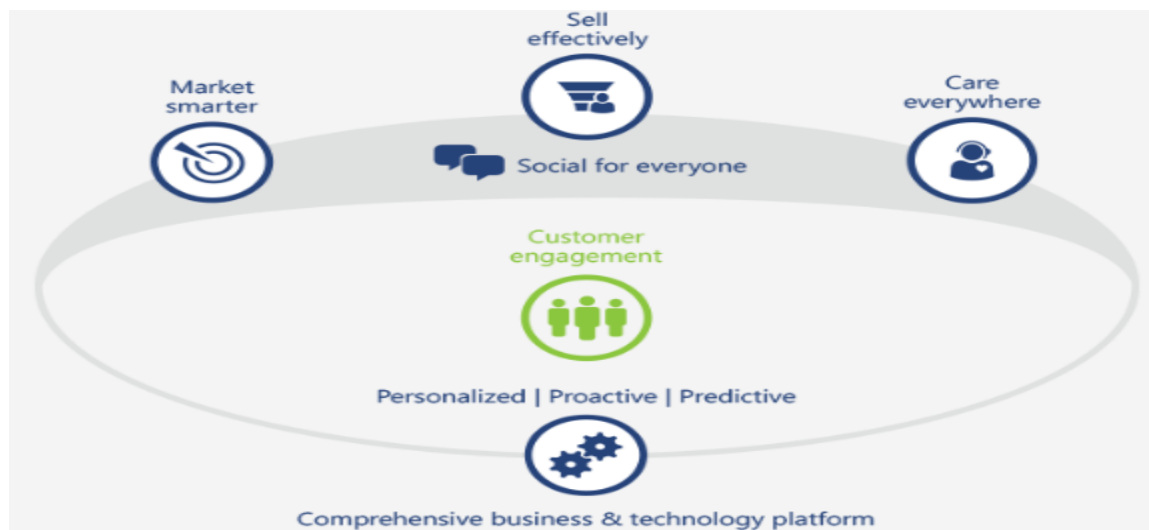 Sell
effectively
Market
smarter
Care
everywhere
Social for everyone
Customer
engagement
Personalized | Proactive | Predictive
Comprehensive business & technology platform